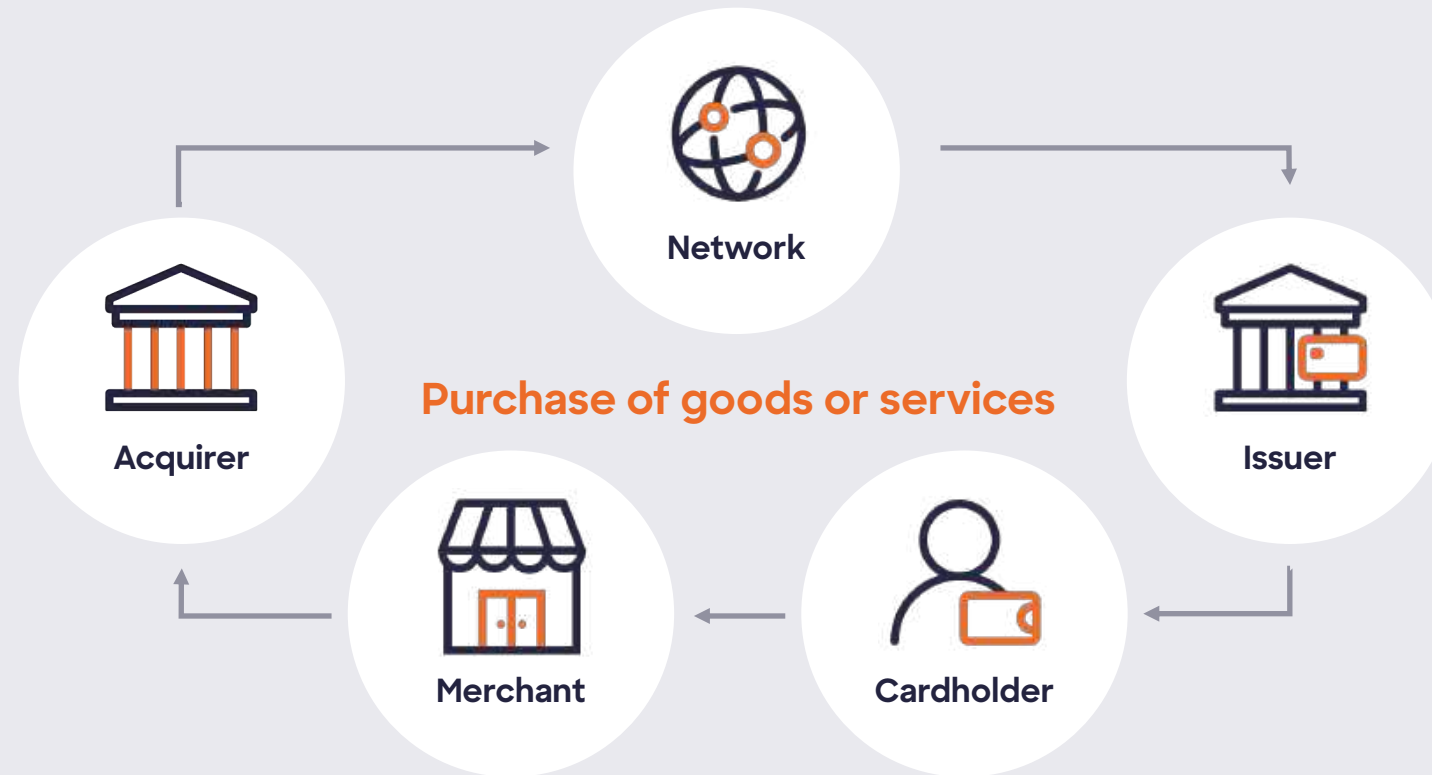 Network
Purchase of goods or services
Acquirer
Issuer
Merchant
Cardholder